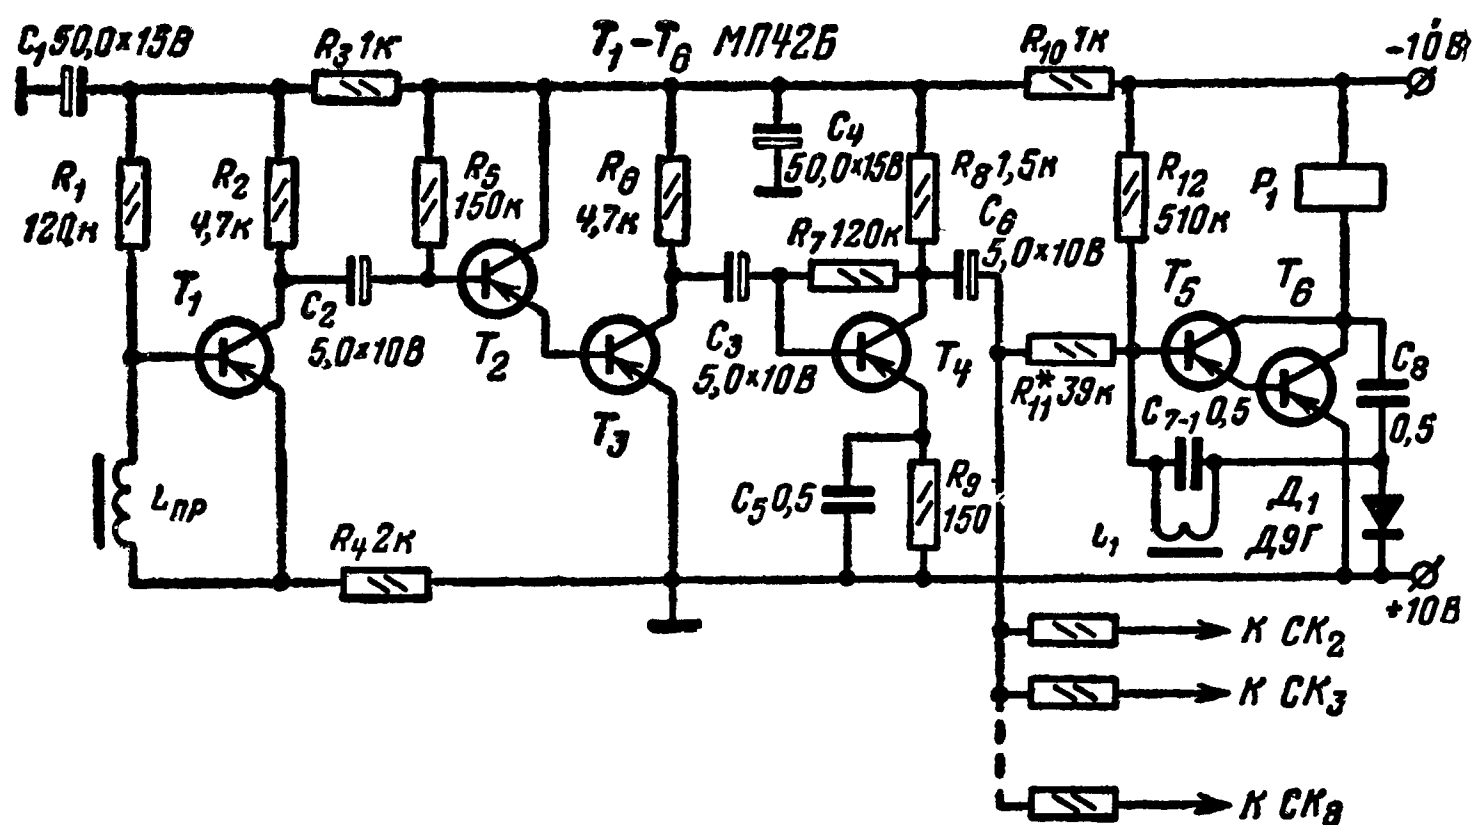 C₁ 50,0×15В
R₃ 1к
Т₁–Т₆ МП42Б
R₁₀ 1к
-10В
R₁
120к
R₂
4,7к
R₅
150к
R₆
4,7к
C₄
50,0×15В
R₈ 1,5к
R₁₂
510к
P₁
C₆
5,0×10В
R₇ 120к
T₁
C₂
5,0×10В
T₂
T₃
C₃
5,0×10В
T₄
R₁₁* 39к
T₅
T₆
C₇₋₁ 0,5
C₈
0,5
Lпр
R₄ 2к
C₅ 0,5
R₉
150
L₁
Д₁
Д9Г
+10В
К СК₂
К СК₃
К СК₈